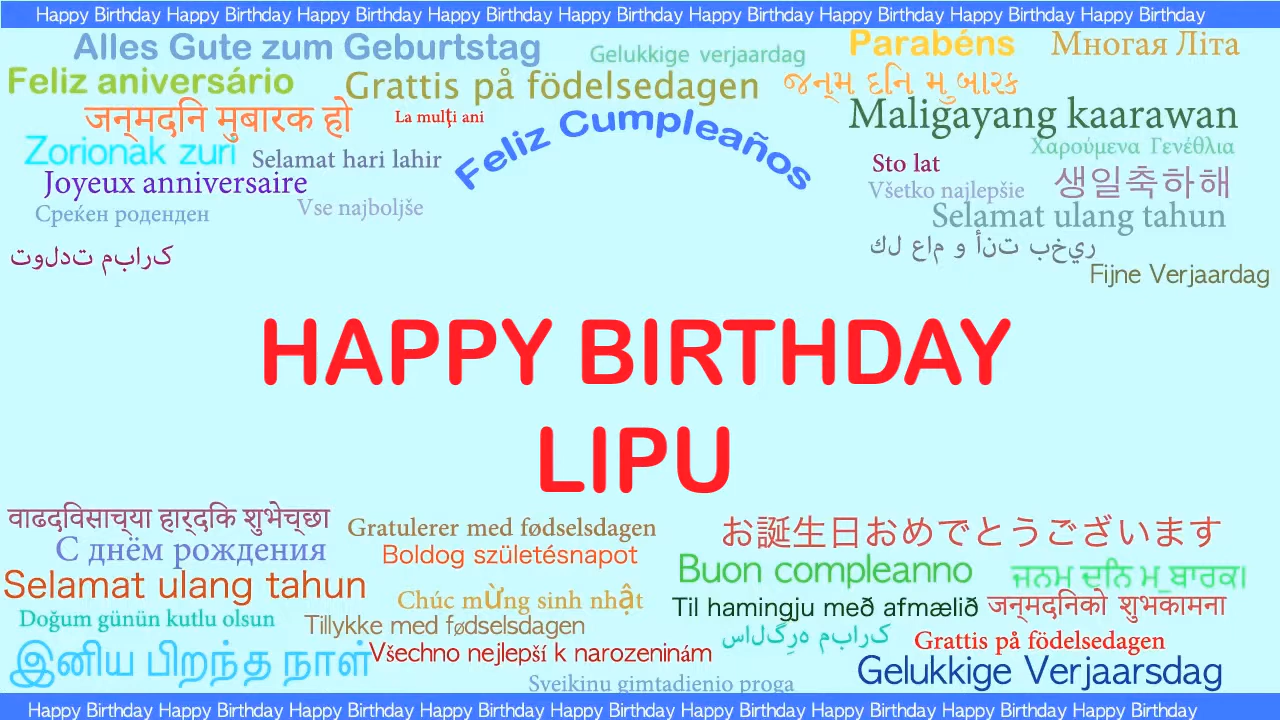 Happy Birthday Happy Birthday Happy Birthday Happy Birthday Happy Birthday Happy Birthday Happy Birthday Happy Birthday Happy Birthday
Alles Gute zum Geburtstag
Gelukkige verjaardag
Parabéns
Многая Літа
Feliz aniversário
Grattis på födelsedagen
જન્મ દિન મુબારક
जन्मदिन मुबारक हो
La mulţi ani
Feliz Cumpleaños
Maligayang kaarawan
Χαρούμενα Γενέθλια
Zorionak zuri
Selamat hari lahir
Sto lat
Joyeux anniversaire
Všetko najlepšie
생일축하해
Среќен роденден
Vse najboljše
Selamat ulang tahun
تولدت مبارک
كل عام و أنت بخير
Fijne Verjaardag
HAPPY BIRTHDAY
LIPU
वाढदिवसाच्या हार्दिक शुभेच्छा
Gratulerer med fødselsdagen
お誕生日おめでとうございます
С днём рождения
Boldog születésnapot
Buon compleanno
ਜਨਮ ਦਿਨ ਮੁਬਾਰਕ।
Selamat ulang tahun
Chúc mừng sinh nhật
Til hamingju með afmælið
जन्मदिनको शुभकामना
Doğum günün kutlu olsun
Tillykke med fødselsdagen
سالگرہ مبارک
Grattis på födelsedagen
இனிய பிறந்த நாள்
Všechno nejlepší k narozeninám
Gelukkige Verjaarsdag
Sveikinu gimtadienio proga
Happy Birthday Happy Birthday Happy Birthday Happy Birthday Happy Birthday Happy Birthday Happy Birthday Happy Birthday Happy Birthday